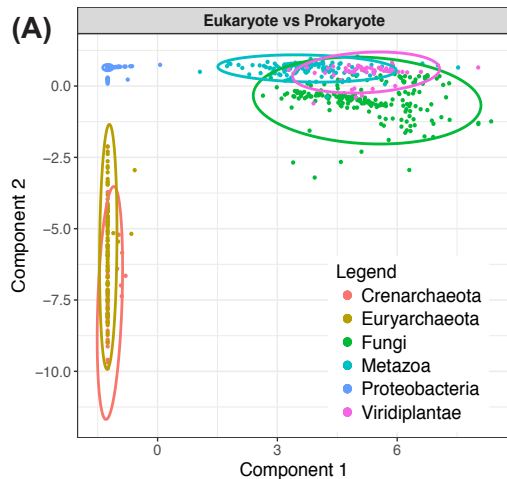 (A)
Eukaryote vs Prokaryote
Component 2
0.0
−2.5
−5.0
−7.5
−10.0
Legend
Crenarchaeota
Euryarchaeota
Fungi
Metazoa
Proteobacteria
Viridiplantae
0 3 6
Component 1